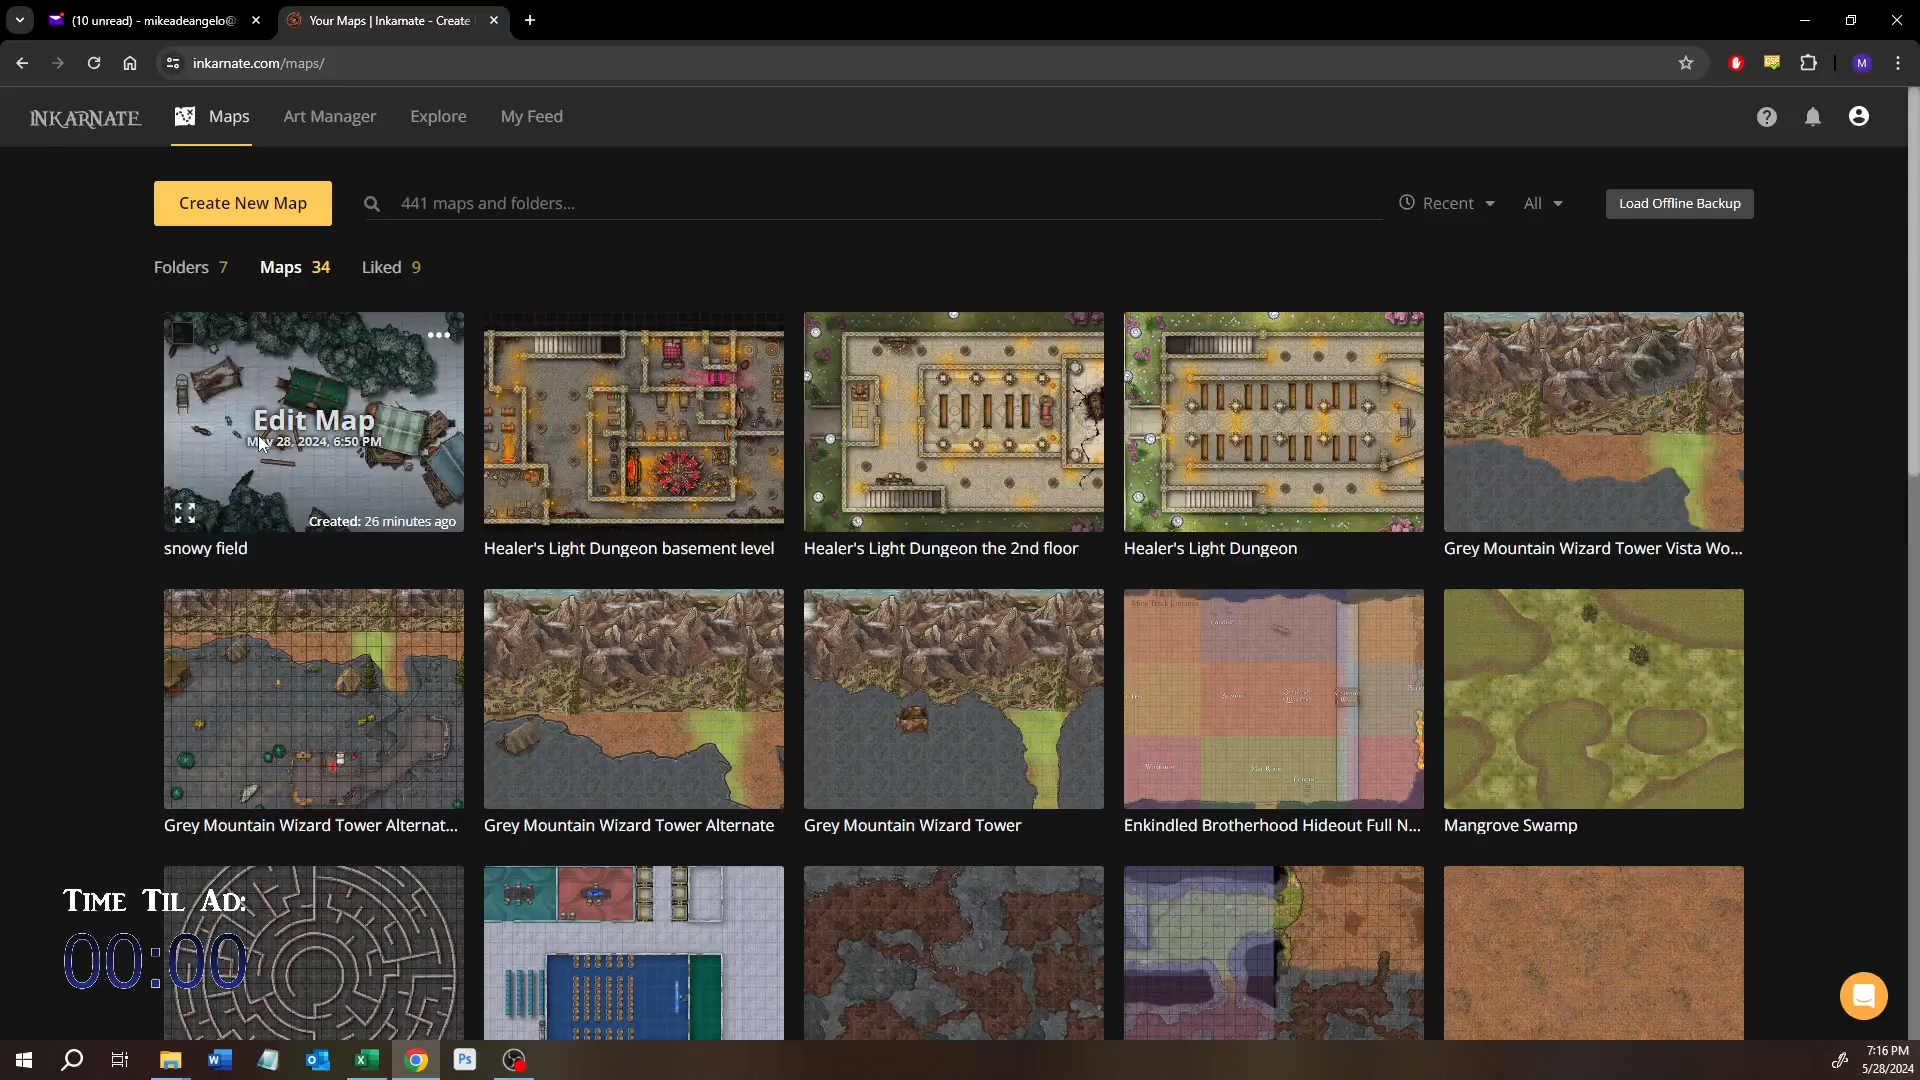 (10 unread) - mikeadeangelo@
Your Maps | Inkarnate - Create
inkarnate.com/maps/
M
INKARNATE
Maps
Art Manager
Explore
My Feed
Create New Map
441 maps and folders...
Recent
All
Load Offline Backup
Folders 7
Maps 34
Liked 9
Edit Map
May 28, 2024, 6:50 PM
Created: 26 minutes ago
snowy field
Healer's Light Dungeon basement level
Healer's Light Dungeon the 2nd floor
Healer's Light Dungeon
Grey Mountain Wizard Tower Vista Wo...
Grey Mountain Wizard Tower Alternat...
Grey Mountain Wizard Tower Alternate
Grey Mountain Wizard Tower
Enkindled Brotherhood Hideout Full N...
Mangrove Swamp
TIME TIL AD:
00:00
Ps
7:16 PM
5/28/2024